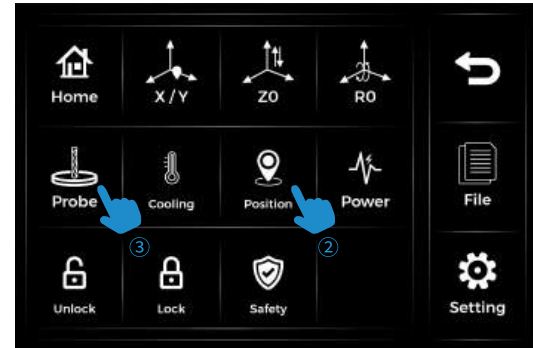 Home
X/Y
Z0
R0
Probe
Cooling
Position
Power
File
③
②
Unlock
Lock
Safety
Setting